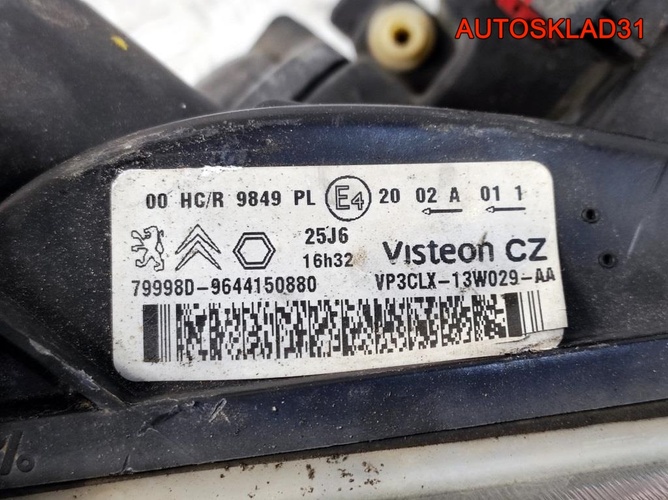 AUTOSKLAD31
00 HC/R 9849 PL E4 20 02 A 01 1
25J6
16h32 Visteon CZ
79998D-9644150880 VP3CLX-13W029-AA